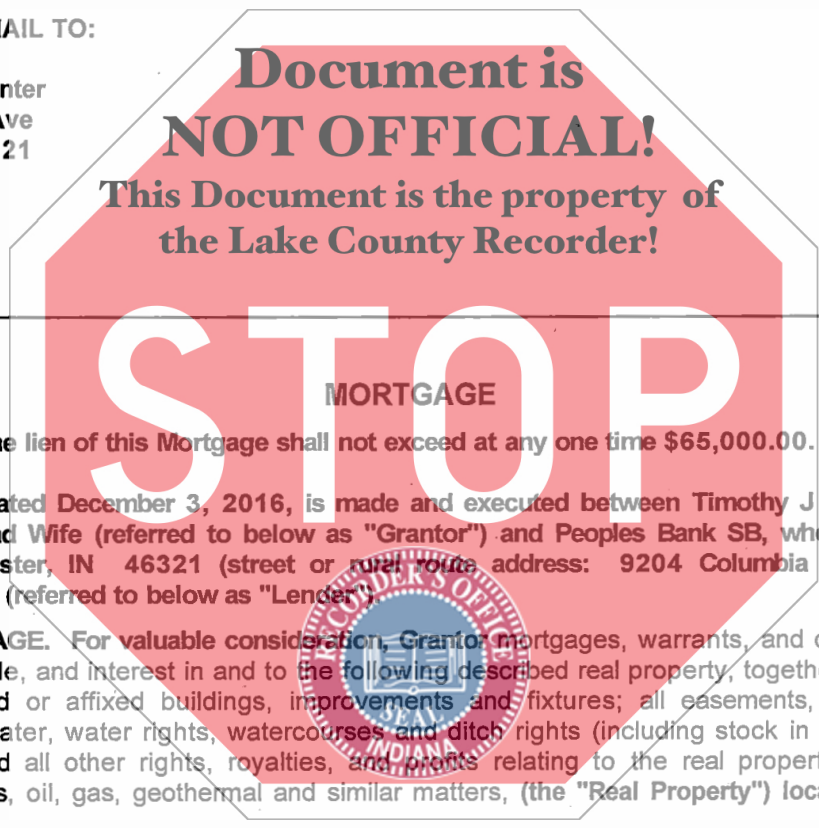 AIL TO:
nter
Ave
21
Document is
NOT OFFICIAL!
This Document is the property of
the Lake County Recorder!
STOP
MORTGAGE
e lien of this Mortgage shall not exceed at any one time $65,000.00.
ated December 3, 2016, is made and executed between Timothy J
d Wife (referred to below as "Grantor") and Peoples Bank SB, who
ster, IN 46321 (street or rural route address: 9204 Columbia
(referred to below as "Lender").
AGE. For valuable consideration, Grantor mortgages, warrants, and c
le, and interest in and to the following described real property, togethe
d or affixed buildings, improvements and fixtures; all easements,
ater, water rights, watercourses and ditch rights (including stock in
d all other rights, royalties, and profits relating to the real propert
s, oil, gas, geothermal and similar matters, (the "Real Property") loca
RECORDER'S OFFICE
SEAL
INDIANA